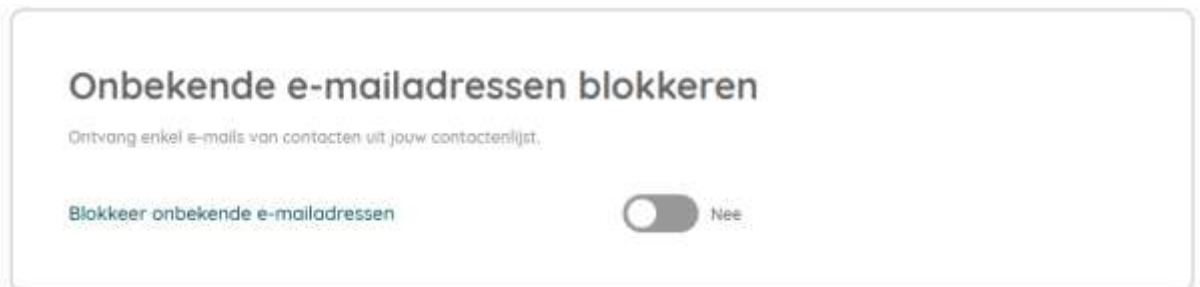 Onbekende e-mailadressen blokkeren
Ontvang enkel e-mails van contacten uit jouw contactenlijst.
Blokkeer onbekende e-mailadressen Nee